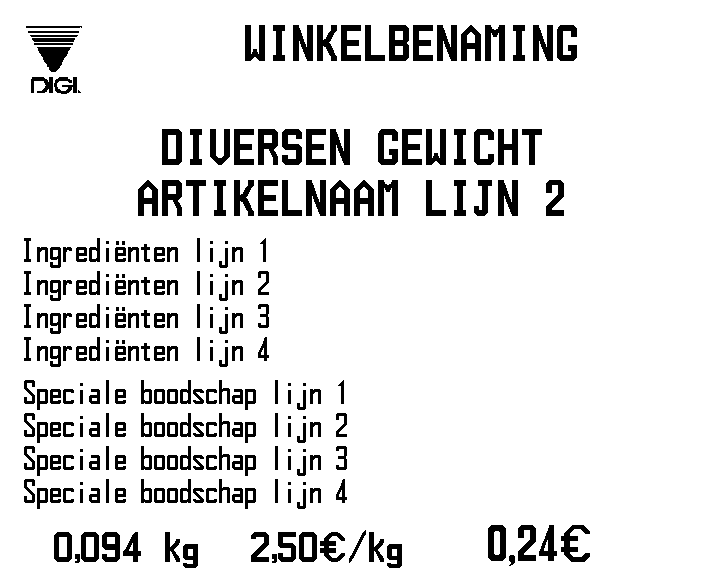 DIGI.
WINKELBENAMING
DIVERSEN GEWICHT
ARTIKELNAAM LIJN 2
Ingrediënten lijn 1
Ingrediënten lijn 2
Ingrediënten lijn 3
Ingrediënten lijn 4
Speciale boodschap lijn 1
Speciale boodschap lijn 2
Speciale boodschap lijn 3
Speciale boodschap lijn 4
0,094 kg 2,50€/kg 0,24€